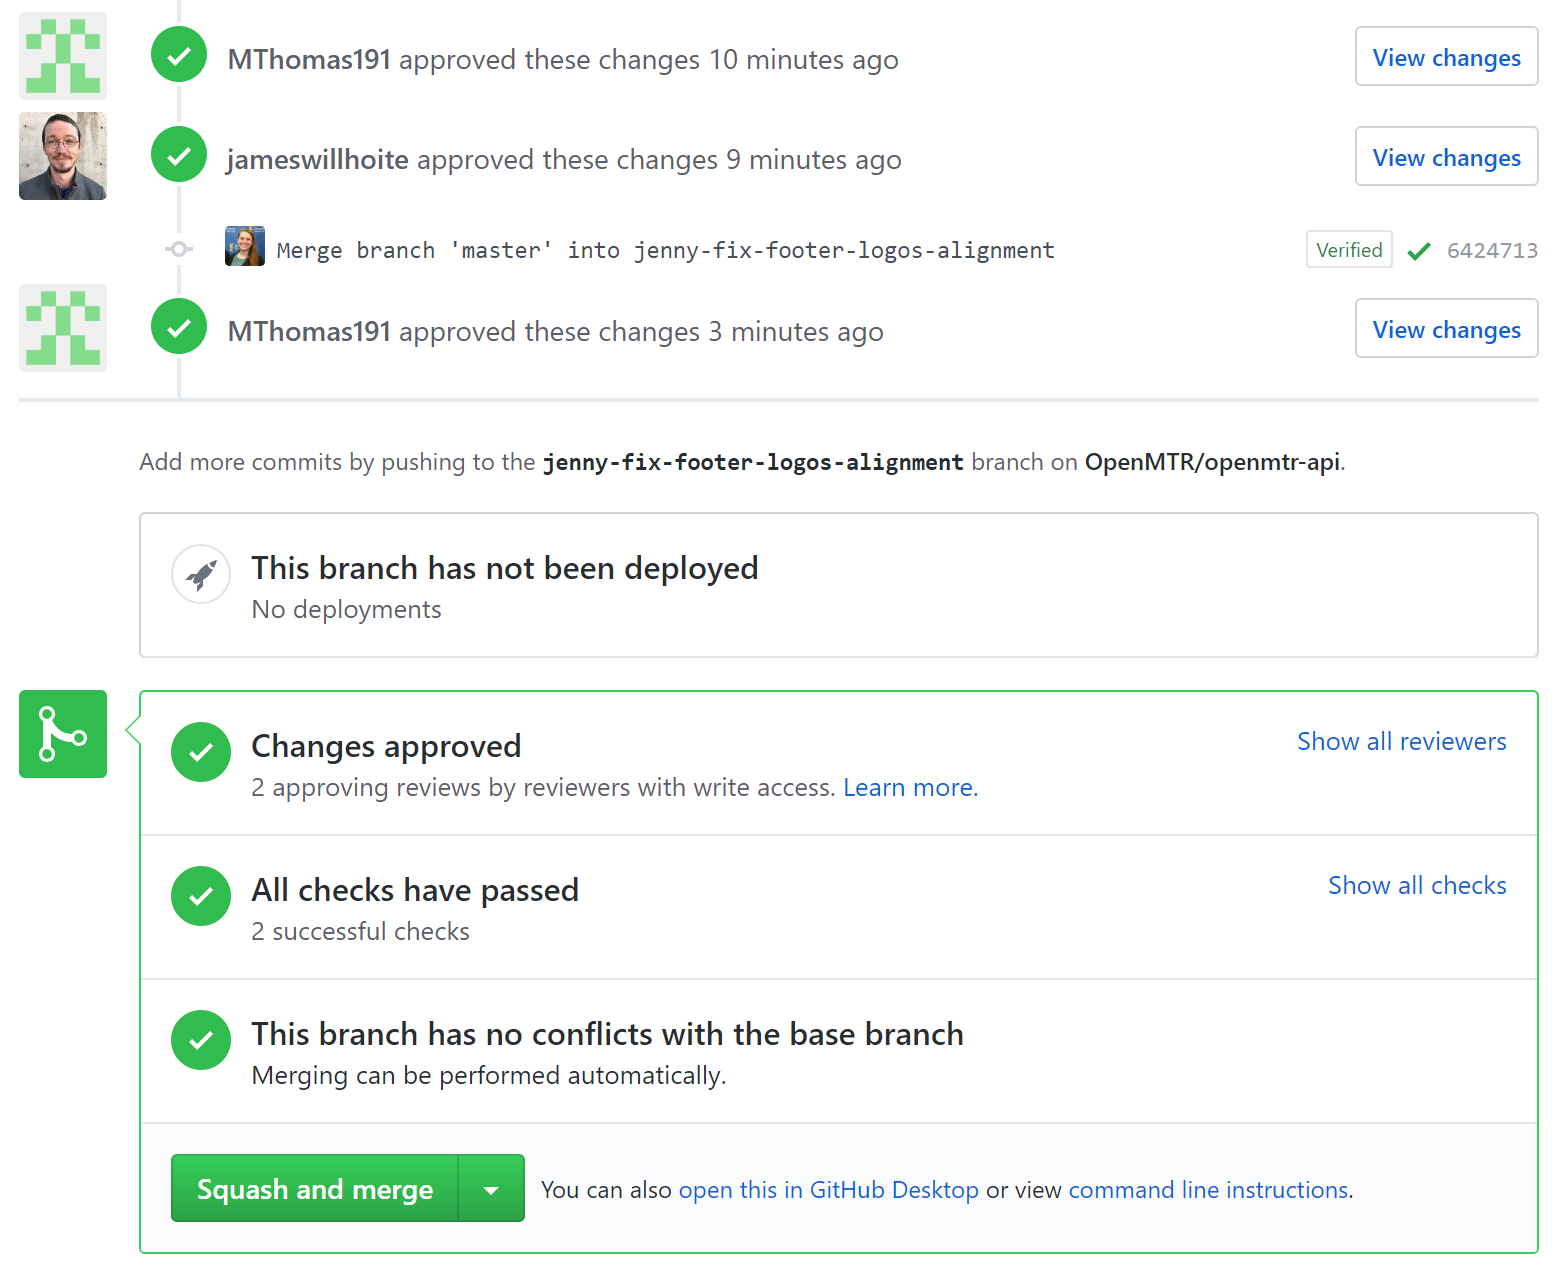 MThomas191 approved these changes 10 minutes ago View changes
jameswillhoite approved these changes 9 minutes ago View changes
Merge branch 'master' into jenny-fix-footer-logos-alignment Verified 6424713
MThomas191 approved these changes 3 minutes ago View changes
Add more commits by pushing to the jenny-fix-footer-logos-alignment branch on OpenMTR/openmtr-api.
This branch has not been deployed
No deployments
Changes approved Show all reviewers
2 approving reviews by reviewers with write access. Learn more.
All checks have passed Show all checks
2 successful checks
This branch has no conflicts with the base branch
Merging can be performed automatically.
Squash and merge You can also open this in GitHub Desktop or view command line instructions.